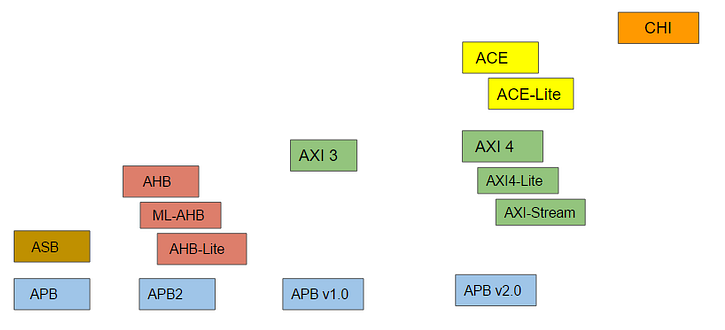 CHI
ACE
ACE-Lite
AXI 3
AXI 4
AHB
AXI4-Lite
ML-AHB
AXI-Stream
ASB
AHB-Lite
APB
APB2
APB v1.0
APB v2.0